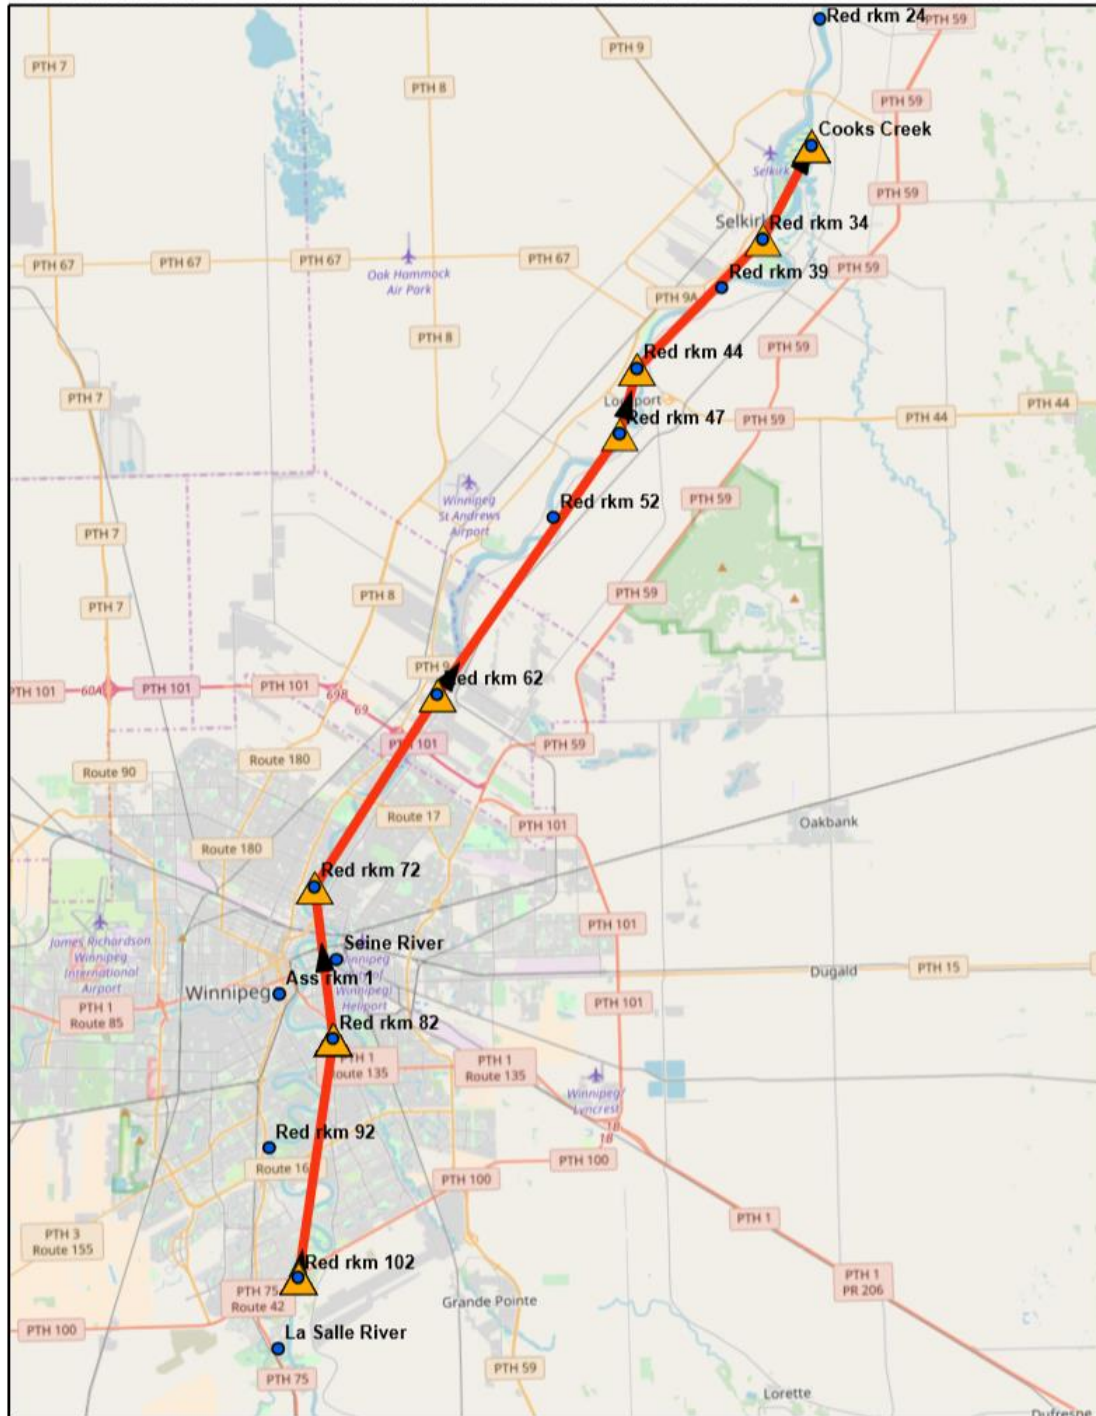 Red rkm 24
PTH 59
PTH 9
PTH 7
PTH 8
PTH 59
Cooks Creek
Selkirk
PTH 59
Selkirk
Red rkm 34
PTH 67
PTH 67
PTH 67
PTH 67
Oak Hammock
Air Park
Red rkm 39
PTH 59
PTH 9A
PTH 8
PTH 59
Red rkm 44
PTH 7
Lockport
PTH 44
Red rkm 47
PTH 59
PTH 44
Winnipeg
St Andrews
Airport
Red rkm 52
PTH 59
PTH 7
PTH 8
PTH 59
PTH 7
PTH 9
Red rkm 62
PTH 101
60A
PTH 101
PTH 101
69B
69
PTH 101
PTH 59
Route 180
Route 90
Route 17
PTH 101
Oakbank
Route 180
Red rkm 72
PTH 101
James Richardson
Winnipeg
International
Airport
Seine River
Winnipeg
Winnipeg
Heliport
Dugald
PTH 15
Ass rkm 1
Winnipeg
PTH 1
Route 85
PTH 101
Red rkm 82
PTH 1
Route 135
PTH 1
Route 135
Winnipeg/
Lyncrest
1B
1B
Red rkm 92
Route 16
PTH 100
PTH 100
PTH 3
Route 155
PTH 1
Red rkm 102
PTH 75
Route 42
PTH 1
PR 206
Grande Pointe
PTH 100
La Salle River
PTH 75
PTH 59
Lorette
Dufresne